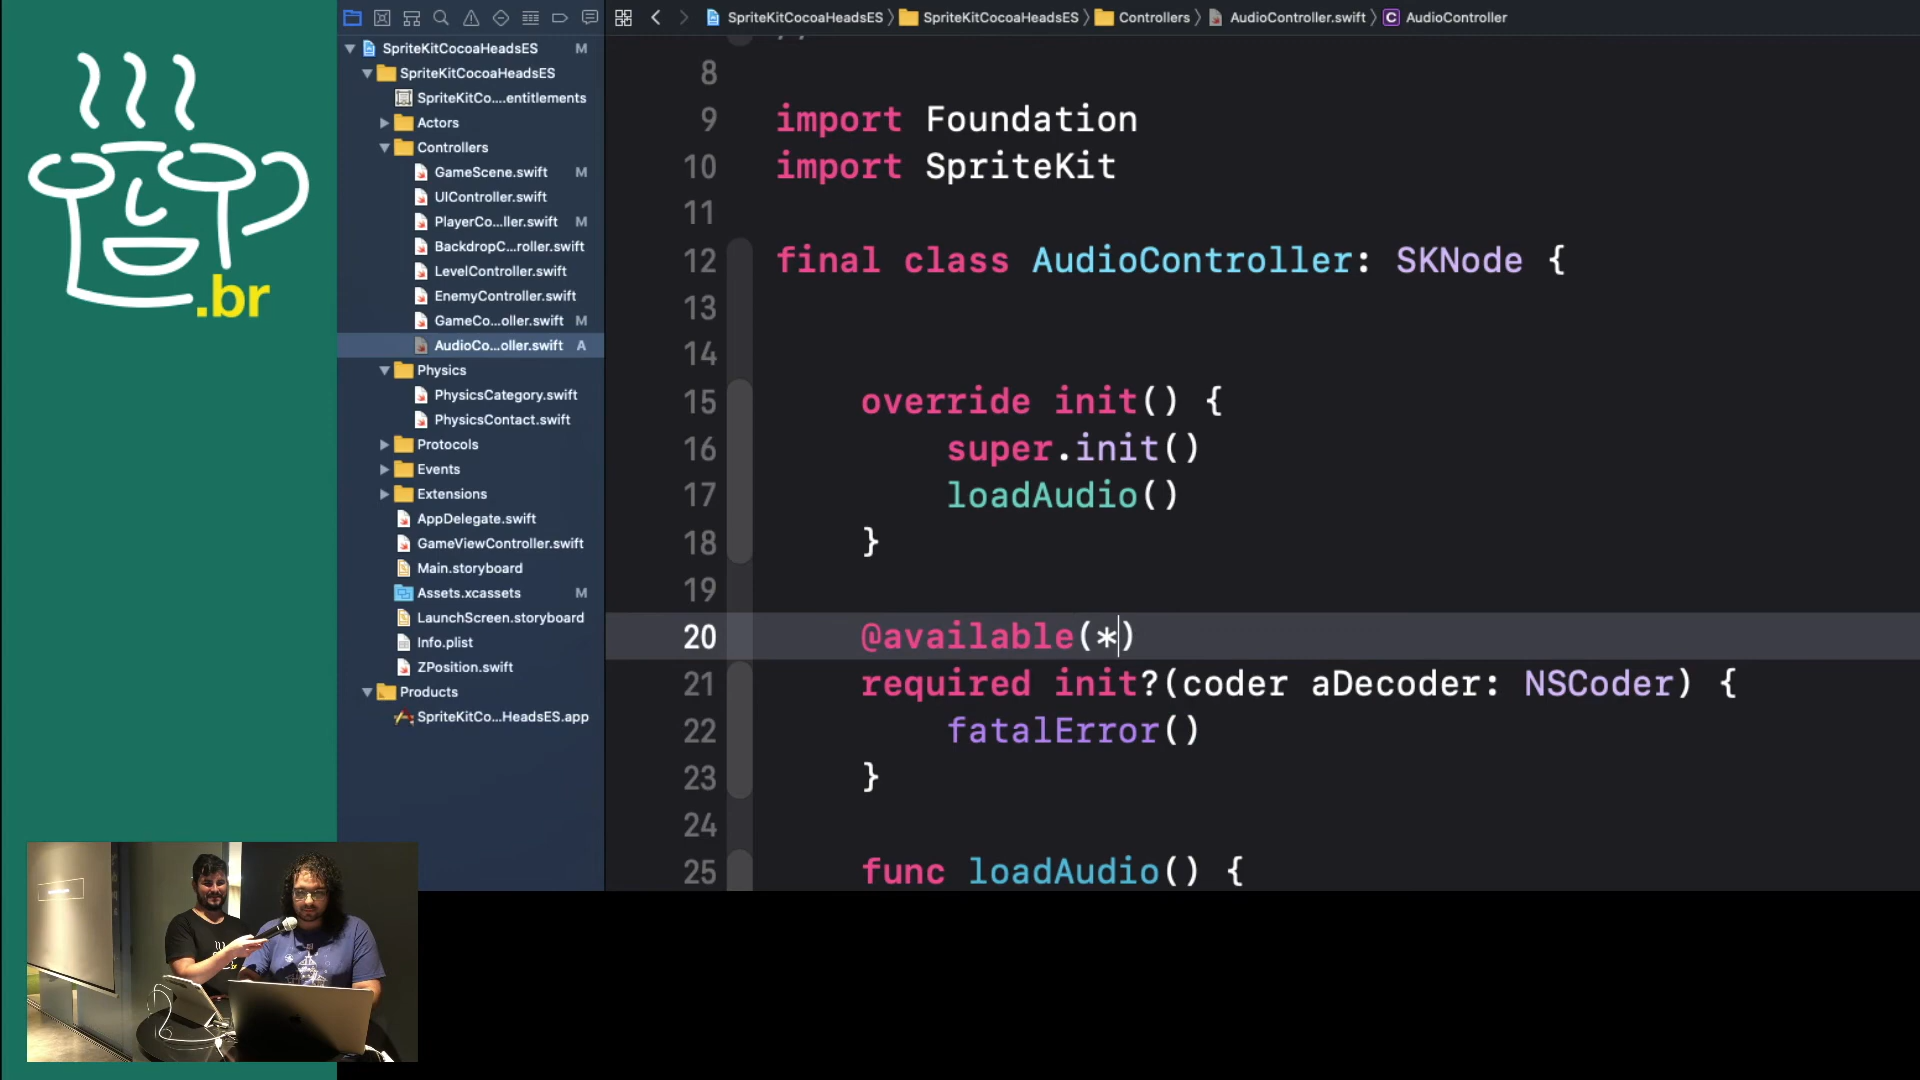 SpriteKitCocoaHeadsES SpriteKitCocoaHeadsES Controllers AudioController.swift C AudioController
.br
SpriteKitCocoaHeadsES M
SpriteKitCocoaHeadsES
SpriteKitCo....entitlements
Actors
Controllers
GameScene.swift M
UIController.swift
PlayerCo...ller.swift M
BackdropC...roller.swift
LevelController.swift
EnemyController.swift
GameCo...oller.swift M
AudioCo...oller.swift A
Physics
PhysicsCategory.swift
PhysicsContact.swift
Protocols
Events
Extensions
AppDelegate.swift
GameViewController.swift
Main.storyboard
Assets.xcassets M
LaunchScreen.storyboard
Info.plist
ZPosition.swift
Products
SpriteKitCo...HeadsES.app
8
9 import Foundation
10 import SpriteKit
11
12 final class AudioController: SKNode {
13
14
15 override init() {
16 super.init()
17 loadAudio()
18 }
19
20 @available(*)
21 required init?(coder aDecoder: NSCoder) {
22 fatalError()
23 }
24
25 func loadAudio() {